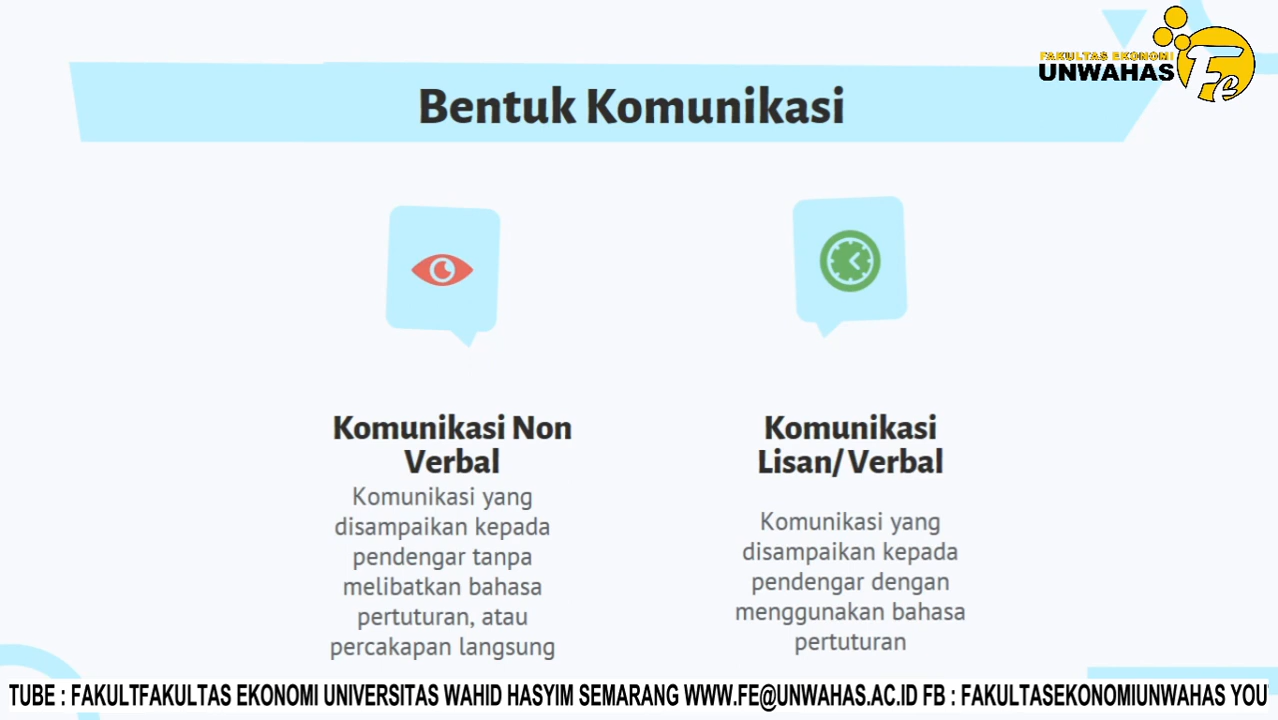 FAKULTAS EKONOMI
UNWAHAS
Fe
Bentuk Komunikasi
Komunikasi Non
Verbal
Komunikasi yang
disampaikan kepada
pendengar tanpa
melibatkan bahasa
pertuturan, atau
percakapan langsung
Komunikasi
Lisan/ Verbal
Komunikasi yang
disampaikan kepada
pendengar dengan
menggunakan bahasa
pertuturan
TUBE : FAKULTFAKULTAS EKONOMI UNIVERSITAS WAHID HASYIM SEMARANG WWW.FE@UNWAHAS.AC.ID FB : FAKULTASEKONOMIUNWAHAS YOU